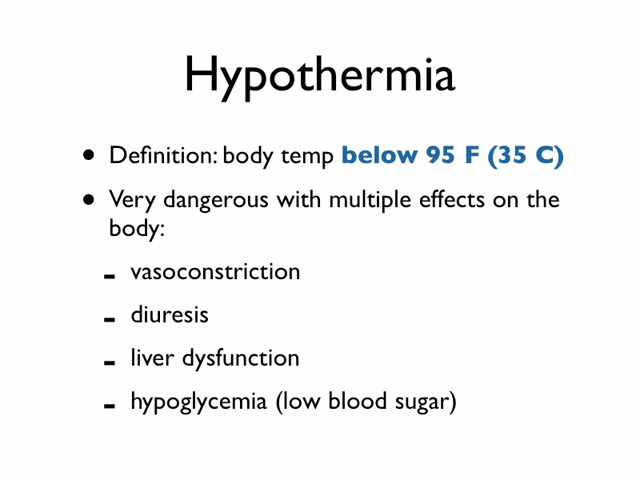 Hypothermia
• Definition: body temp below 95 F (35 C)
• Very dangerous with multiple effects on the
body:
- vasoconstriction
- diuresis
- liver dysfunction
- hypoglycemia (low blood sugar)